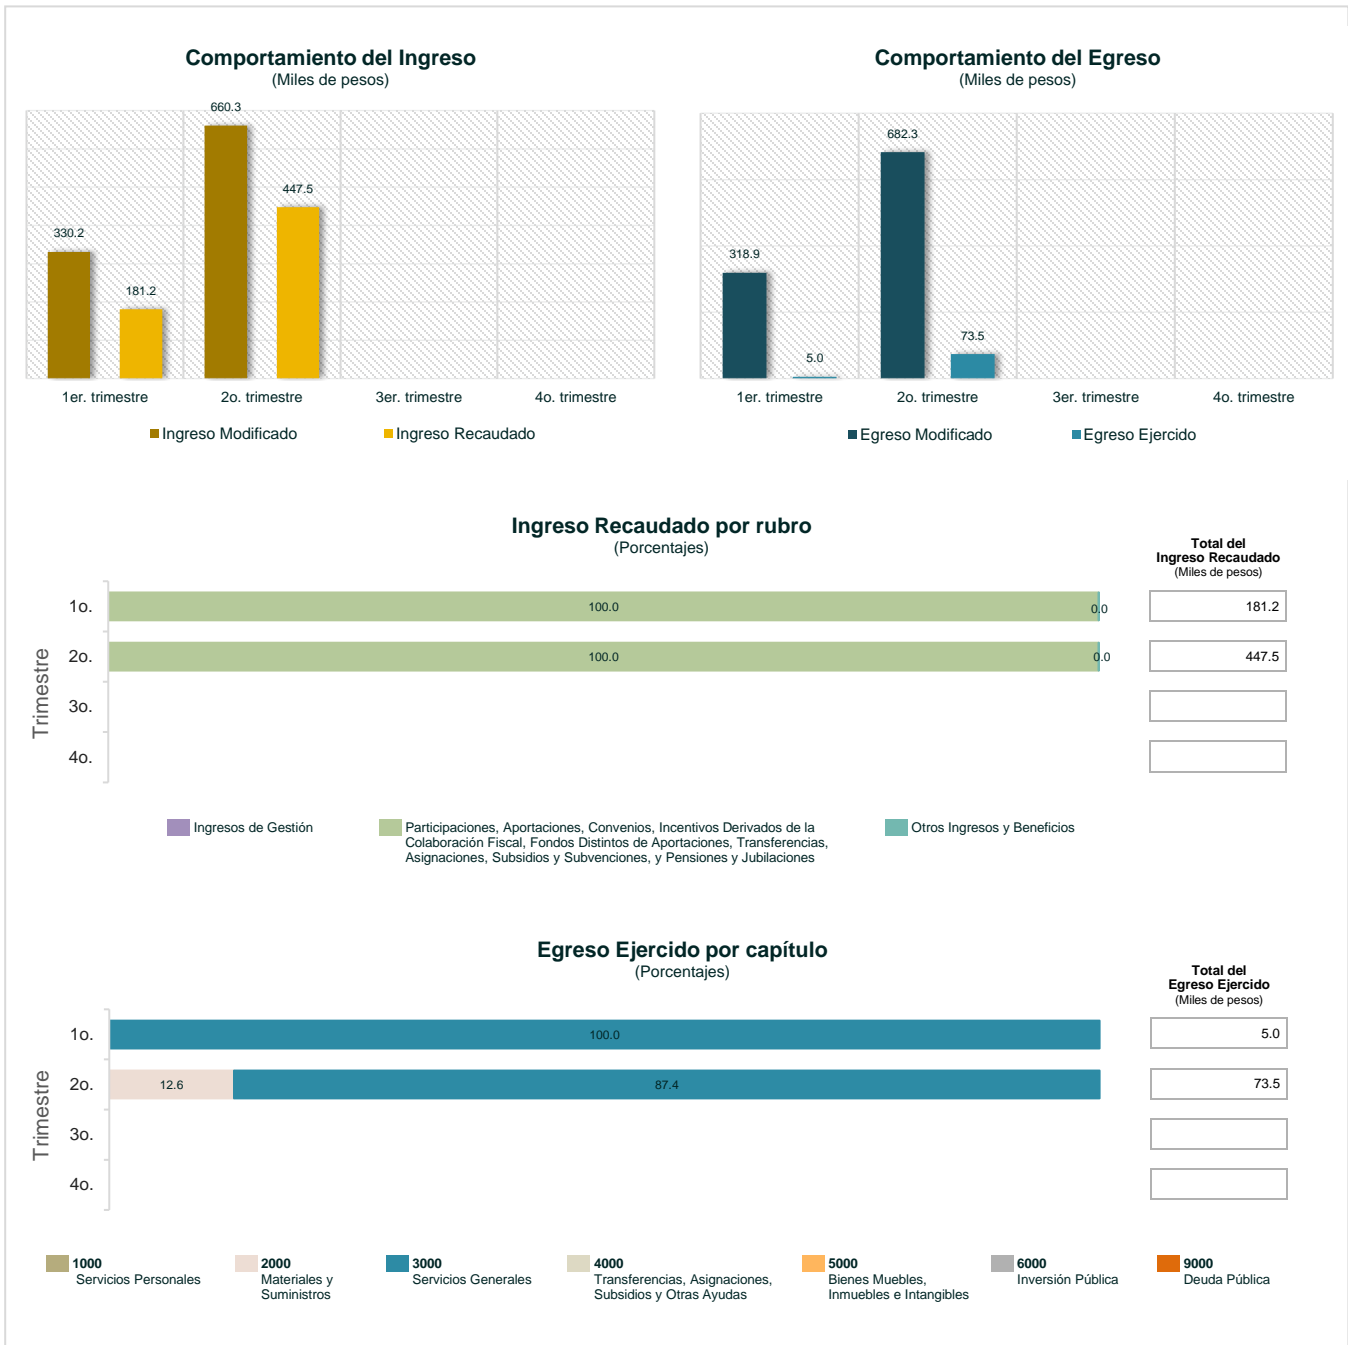 Comportamiento del Ingreso
(Miles de pesos)
660.3
447.5
330.2
181.2
1er. trimestre
2o. trimestre
3er. trimestre
4o. trimestre
Ingreso Modificado
Ingreso Recaudado
Comportamiento del Egreso
(Miles de pesos)
682.3
318.9
73.5
5.0
1er. trimestre
2o. trimestre
3er. trimestre
4o. trimestre
Egreso Modificado
Egreso Ejercido
Ingreso Recaudado por rubro
(Porcentajes)
Total del
Ingreso Recaudado
(Miles de pesos)
Trimestre
1o.
100.0
0.0
181.2
2o.
100.0
0.0
447.5
3o.
4o.
Ingresos de Gestión
Participaciones, Aportaciones, Convenios, Incentivos Derivados de la
Colaboración Fiscal, Fondos Distintos de Aportaciones, Transferencias,
Asignaciones, Subsidios y Subvenciones, y Pensiones y Jubilaciones
Otros Ingresos y Beneficios
Egreso Ejercido por capítulo
(Porcentajes)
Total del
Egreso Ejercido
(Miles de pesos)
Trimestre
1o.
100.0
5.0
2o.
12.6
87.4
73.5
3o.
4o.
1000
Servicios Personales
2000
Materiales y
Suministros
3000
Servicios Generales
4000
Transferencias, Asignaciones,
Subsidios y Otras Ayudas
5000
Bienes Muebles,
Inmuebles e Intangibles
6000
Inversión Pública
9000
Deuda Pública